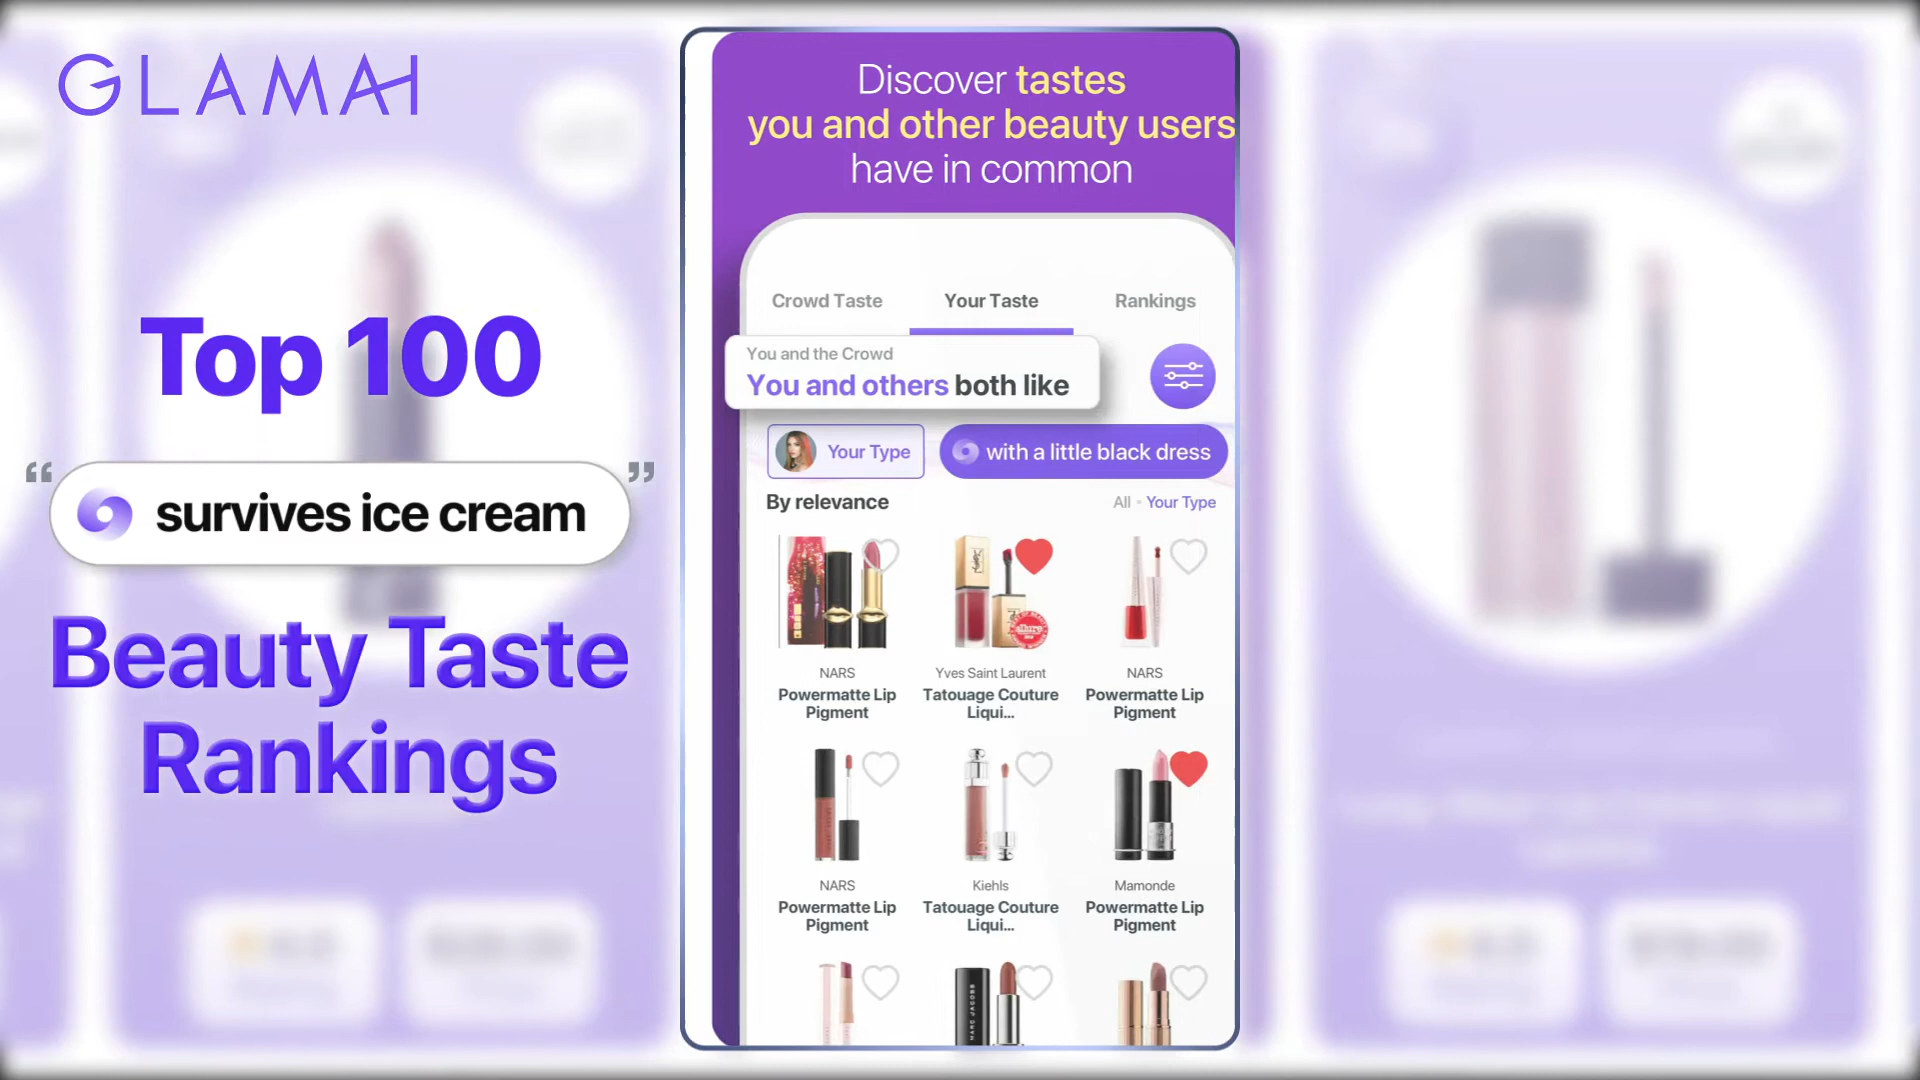 GLAMAI
Top 100
“ survives ice cream ”
Beauty Taste
Rankings
Discover tastes
you and other beauty users
have in common
Crowd Taste Your Taste Rankings
You and the Crowd
You and others both like
Your Type with a little black dress
By relevance All • Your Type
NARS Yves Saint Laurent NARS
Powermatte Lip Tatouage Couture Powermatte Lip
Pigment Liqui... Pigment
allure
NARS Kiehls Mamonde
Powermatte Lip Tatouage Couture Powermatte Lip
Pigment Liqui... Pigment
MARC JACOBS